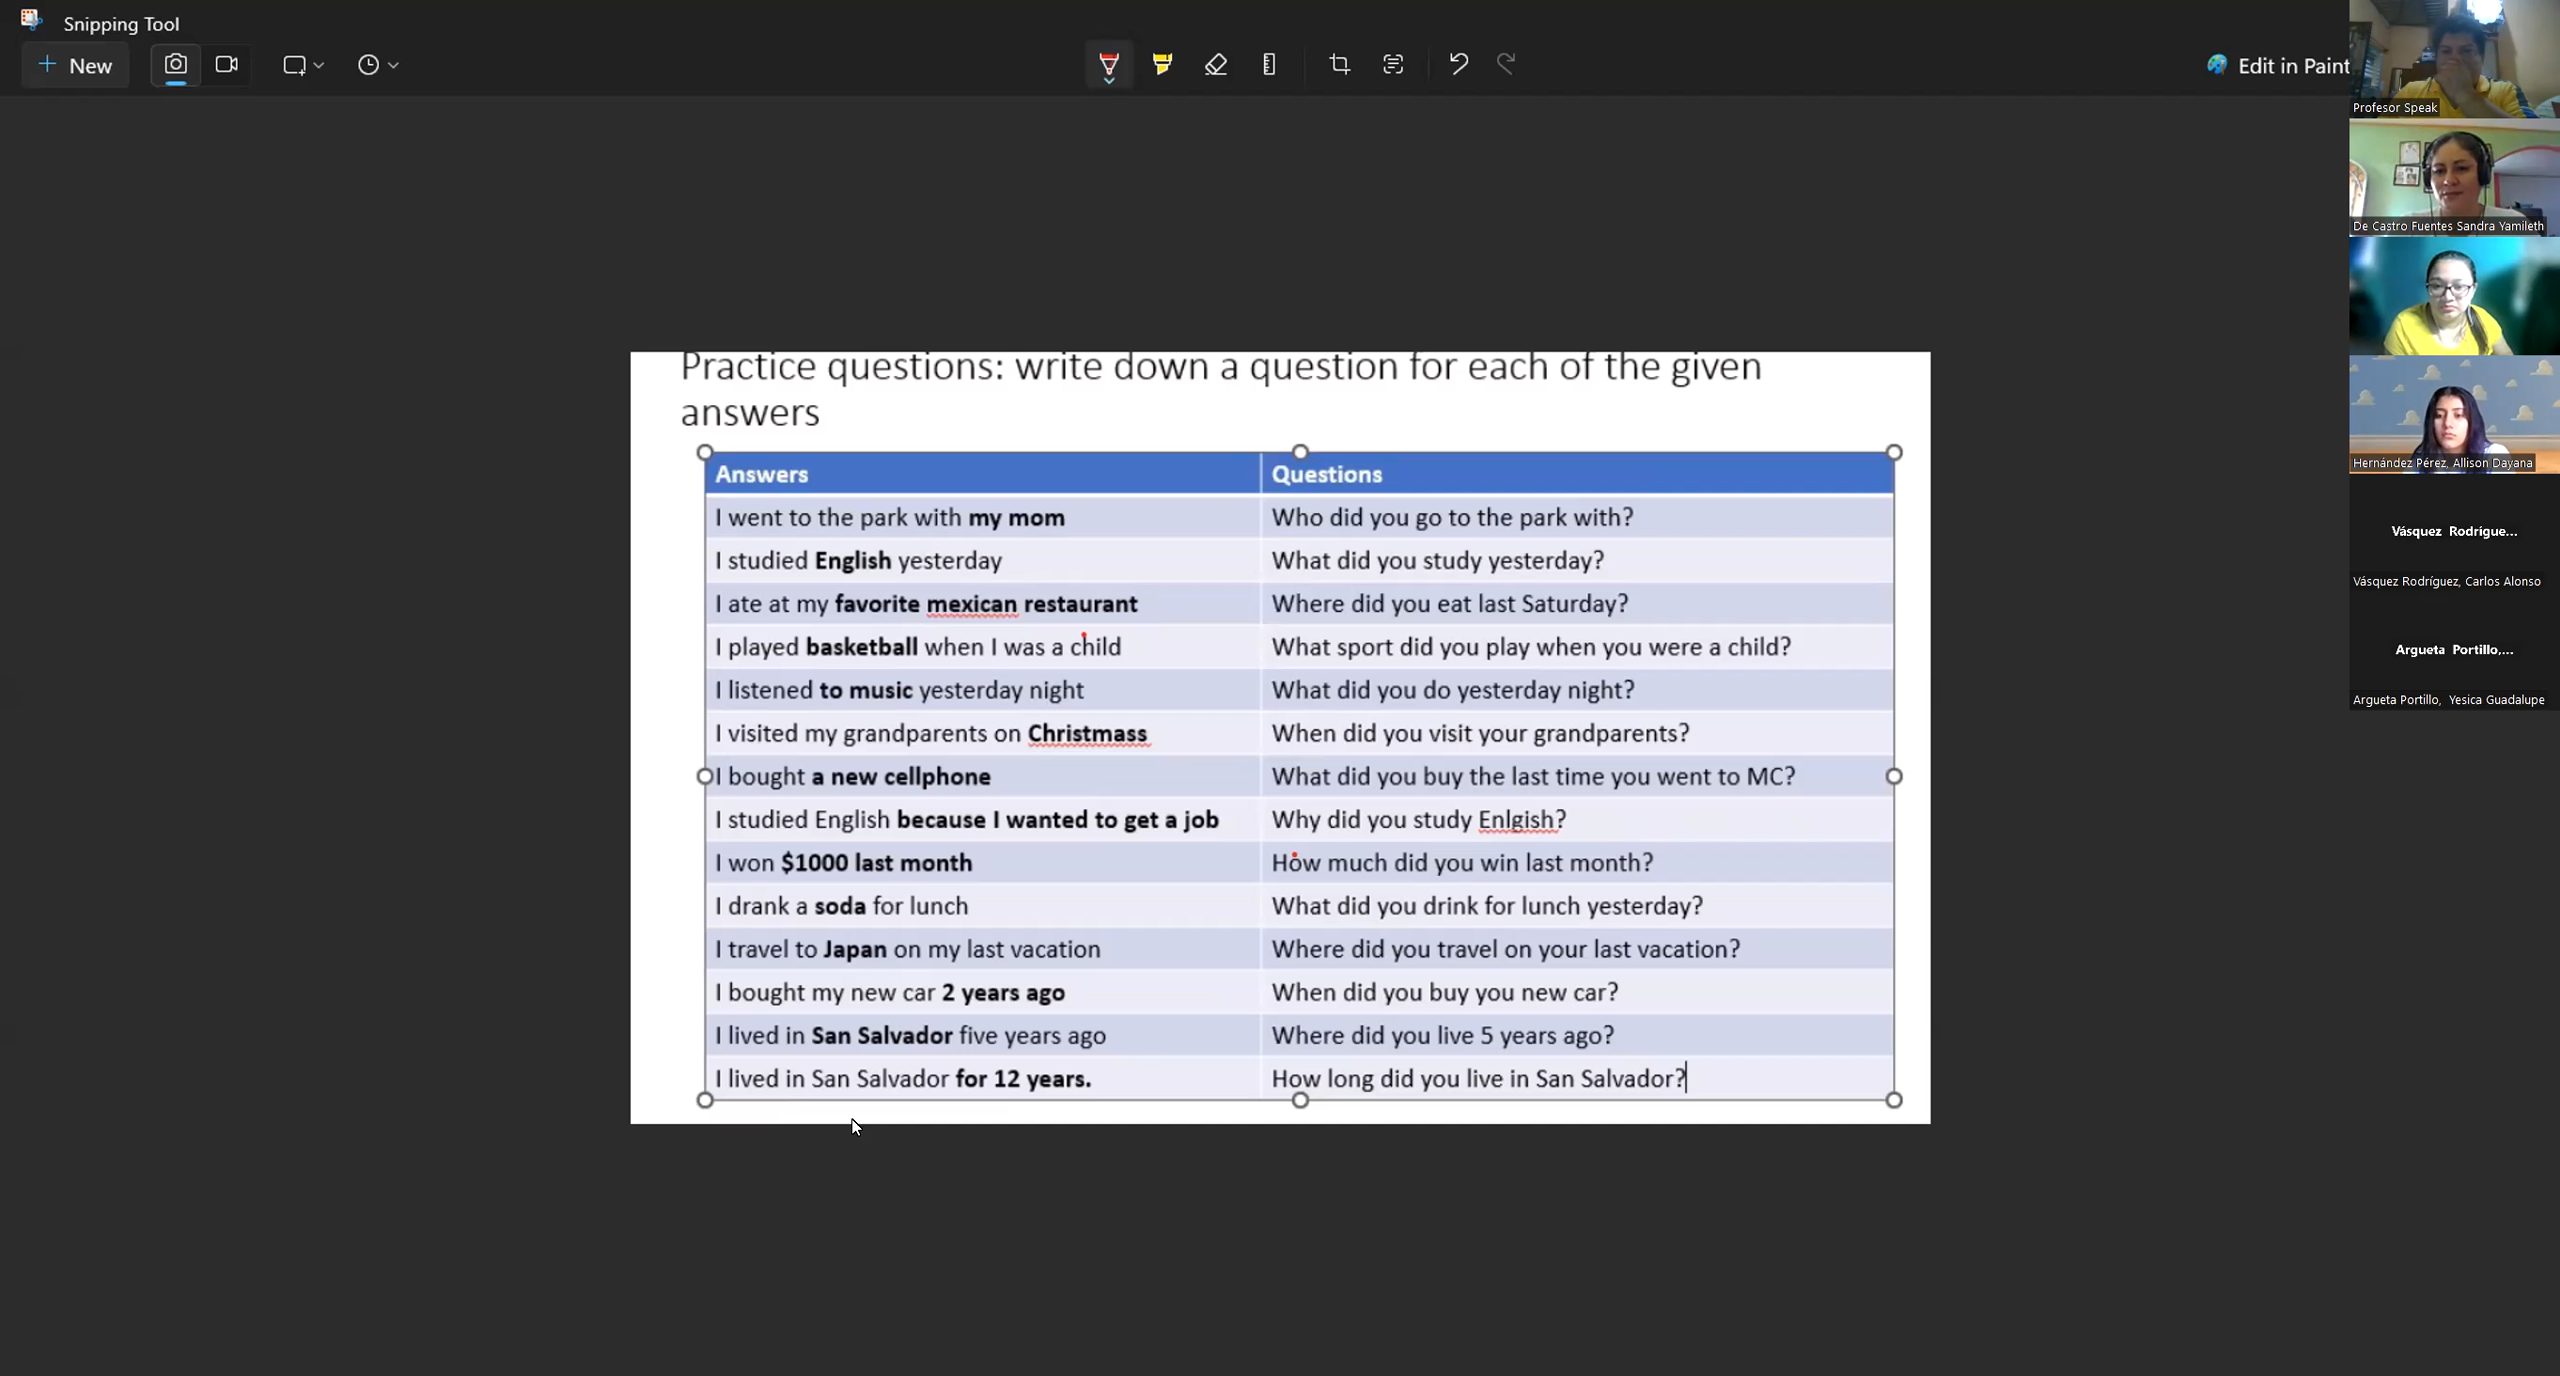 Snipping Tool
New
Edit in Paint
Practice questions: write down a question for each of the given
answers
Answers Questions
I went to the park with my mom Who did you go to the park with?
I studied English yesterday What did you study yesterday?
I ate at my favorite mexican restaurant Where did you eat last Saturday?
I played basketball when I was a child What sport did you play when you were a child?
I listened to music yesterday night What did you do yesterday night?
I visited my grandparents on Christmass When did you visit your grandparents?
I bought a new cellphone What did you buy the last time you went to MC?
I studied English because I wanted to get a job Why did you study Enlgish?
I won $1000 last month How much did you win last month?
I drank a soda for lunch What did you drink for lunch yesterday?
I travel to Japan on my last vacation Where did you travel on your last vacation?
I bought my new car 2 years ago When did you buy you new car?
I lived in San Salvador five years ago Where did you live 5 years ago?
I lived in San Salvador for 12 years. How long did you live in San Salvador?
Profesor Speak
De Castro Fuentes Sandra Yamileth
Hernández Pérez, Allison Dayana
Vásquez Rodrígue...
Vásquez Rodríguez, Carlos Alonso
Argueta Portillo,...
Argueta Portillo, Yesica Guadalupe